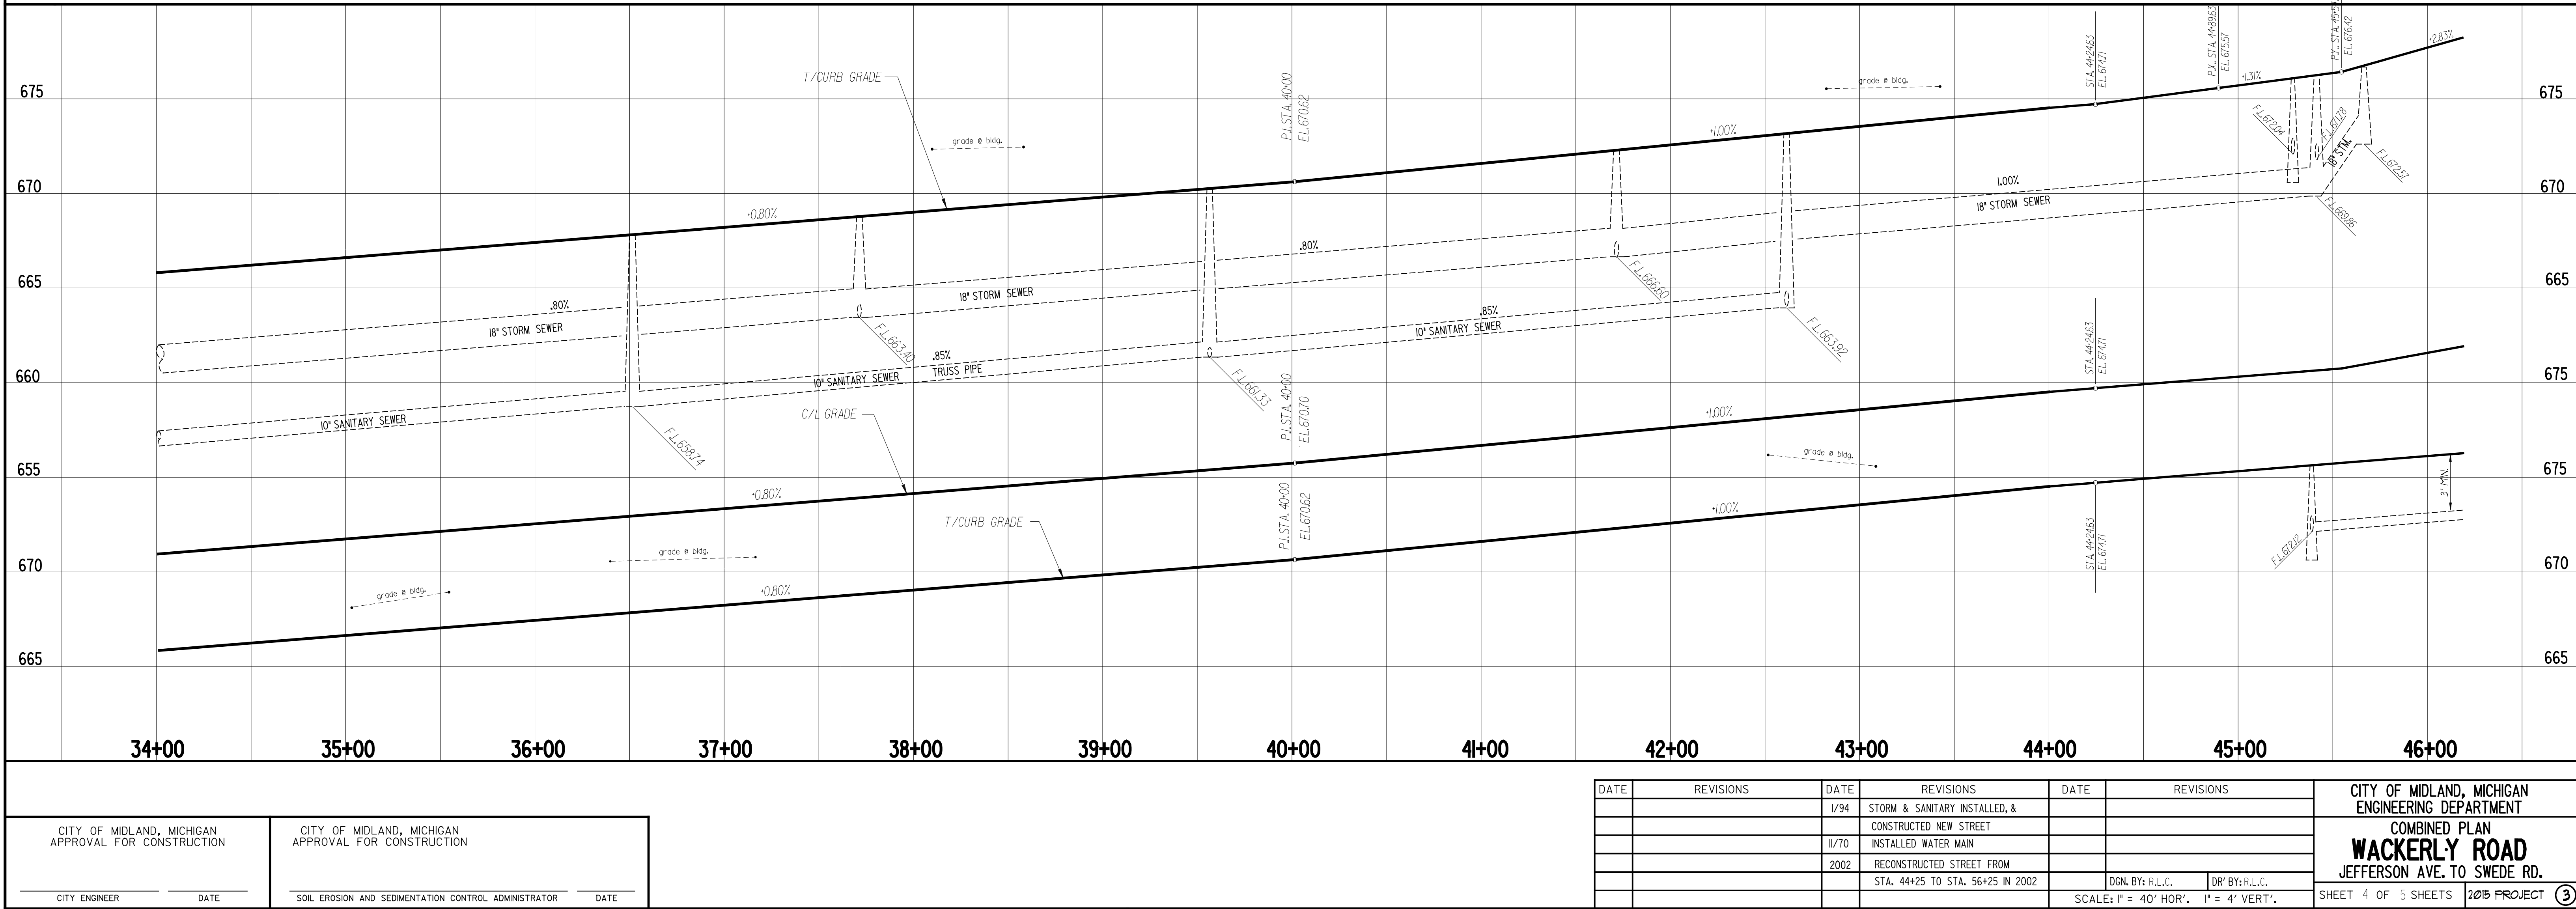 P.X. STA. 44+89.63
EL. 675.57
EL. 676.42
+2.83%
STA. 44+24.63
EL. 674.71
T/CURB GRADE
P.I. STA. 40+00
EL. 670.62
grade @ bldg.
+1.31%
675
675
grade @ bldg.
+1.00%
F.L. 672.04
F.L. 671.78
18" STM.
F.L. 672.57
1.00%
18" STORM SEWER
F.L. 669.86
670
670
+0.80%
.80%
F.L. 666.60
665
665
.80%
18" STORM SEWER
18" STORM SEWER
F.L. 663.40
.85%
10" SANITARY SEWER
F.L. 663.92
STA. 44+24.63
EL. 674.71
660
675
.85%
10" SANITARY SEWER
TRUSS PIPE
F.L. 661.33
P.I. STA. 40+00
EL. 670.70
C/L GRADE
+1.00%
10" SANITARY SEWER
F.L. 658.74
655
675
grade @ bldg.
3' MIN.
+0.80%
P.I. STA. 40+00
EL. 670.62
T/CURB GRADE
+1.00%
STA. 44+24.63
EL. 674.71
F.L. 672.12
670
670
grade @ bldg.
grade @ bldg.
+0.80%
665
665
34+00 35+00 36+00 37+00 38+00 39+00 40+00 41+00 42+00 43+00 44+00 45+00 46+00
CITY OF MIDLAND, MICHIGAN
APPROVAL FOR CONSTRUCTION
CITY ENGINEER DATE
CITY OF MIDLAND, MICHIGAN
APPROVAL FOR CONSTRUCTION
SOIL EROSION AND SEDIMENTATION CONTROL ADMINISTRATOR DATE
DATE REVISIONS DATE REVISIONS DATE REVISIONS
1/94 STORM & SANITARY INSTALLED, &
CONSTRUCTED NEW STREET
11/70 INSTALLED WATER MAIN
2002 RECONSTRUCTED STREET FROM
STA. 44+25 TO STA. 56+25 IN 2002
DGN. BY: R.L.C. DR' BY: R.L.C.
SCALE: 1" = 40' HOR'. 1" = 4' VERT'.
CITY OF MIDLAND, MICHIGAN
ENGINEERING DEPARTMENT
COMBINED PLAN
WACKERLY ROAD
JEFFERSON AVE. TO SWEDE RD.
SHEET 4 OF 5 SHEETS
2015 PROJECT 3